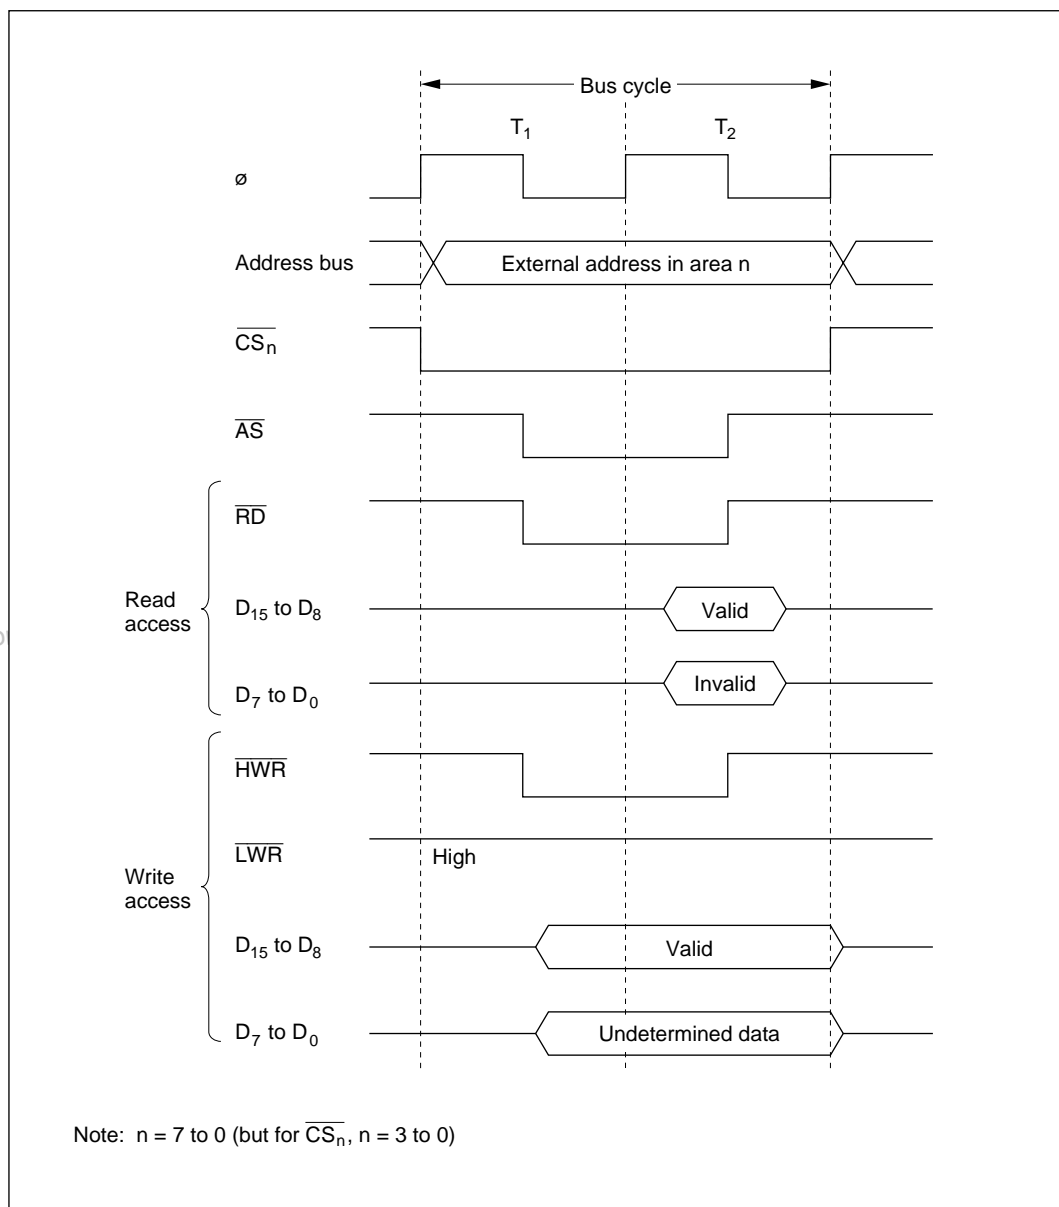 Bus cycle
T1 T2
ø
Address bus External address in area n
CSn
AS
RD
Read access
D15 to D8 Valid
D7 to D0 Invalid
HWR
LWR High
Write access
D15 to D8 Valid
D7 to D0 Undetermined data
Note: n = 7 to 0 (but for CSn, n = 3 to 0)